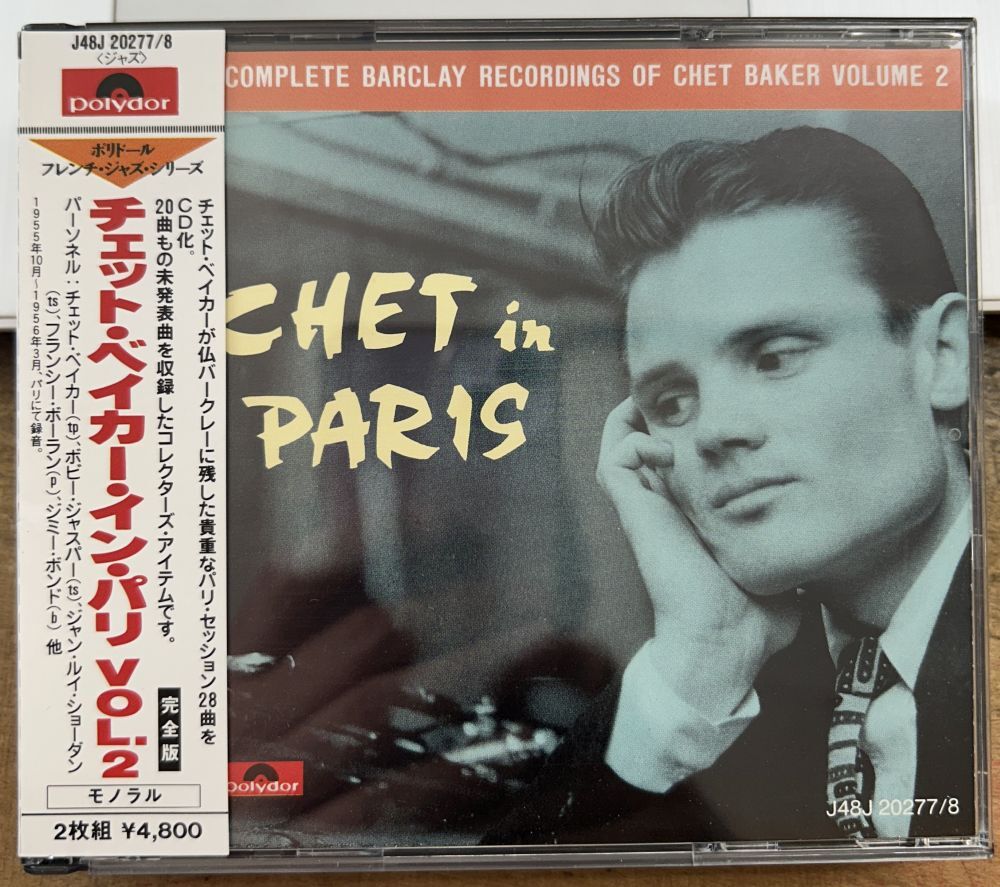 J48J 20277/8
〈ジャズ〉
polydor
ポリドール
フレンチ・ジャズ・シリーズ
チェット・ベイカーが仏バークレーに残した貴重なパリ・セッション28曲を
CD化。
20曲もの未発表曲を収録したコレクターズ・アイテムです。
完全版
チェット・ベイカー・イン・パリ VOL.2
パーソネル：チェット・ベイカー(tp)、ボビー・ジャスパー(ts)、ジャン・ルイ・ショーダン
(ts)、フランシー・ボーラン(p)、ジミー・ボンド(b) 他
1955年10月〜1956年3月、パリにて録音。
モノラル
2枚組 ¥4,800
COMPLETE BARCLAY RECORDINGS OF CHET BAKER VOLUME 2
CHET in
PARIS
polydor
J48J 20277/8